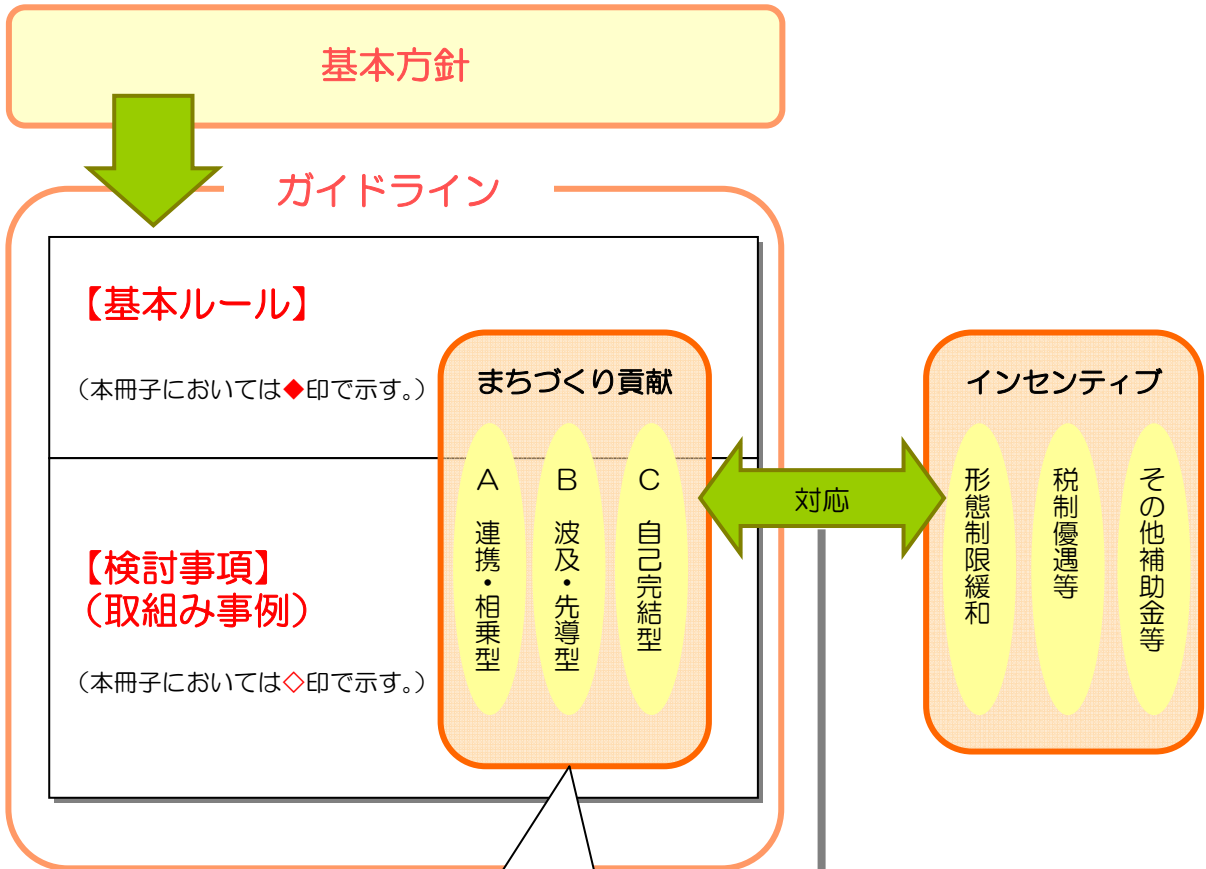 基本方針
ガイドライン
【基本ルール】
（本冊子においては◆印で示す。）
【検討事項】
（取組み事例）
（本冊子においては◇印で示す。）
まちづくり貢献
A 連携・相乗型
B 波及・先導型
C 自己完結型
対応
インセンティブ
形態制限緩和
税制優遇等
その他補助金等